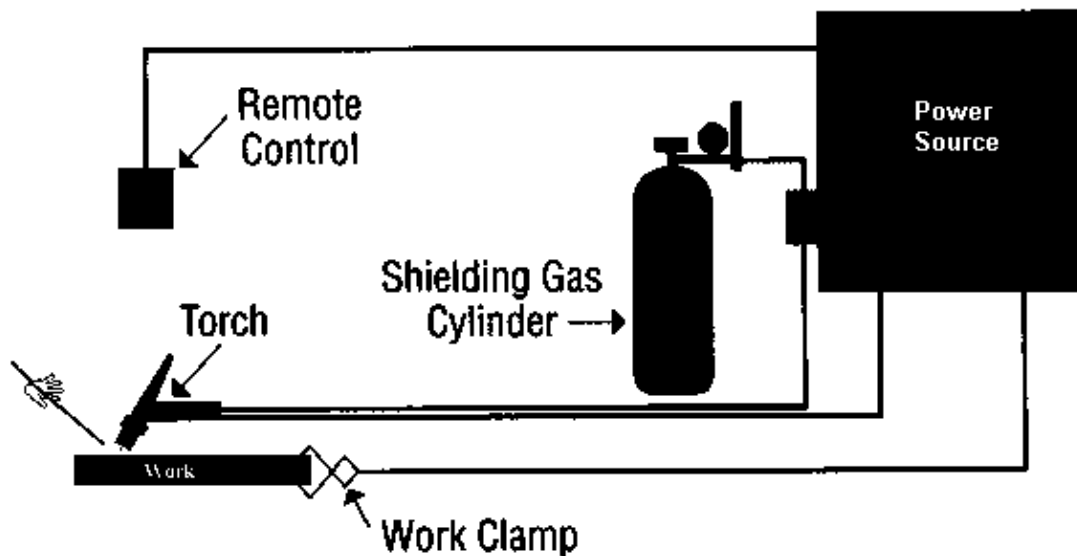 Remote
Control
Power
Source
Shielding Gas
Cylinder
Torch
Work
Work Clamp